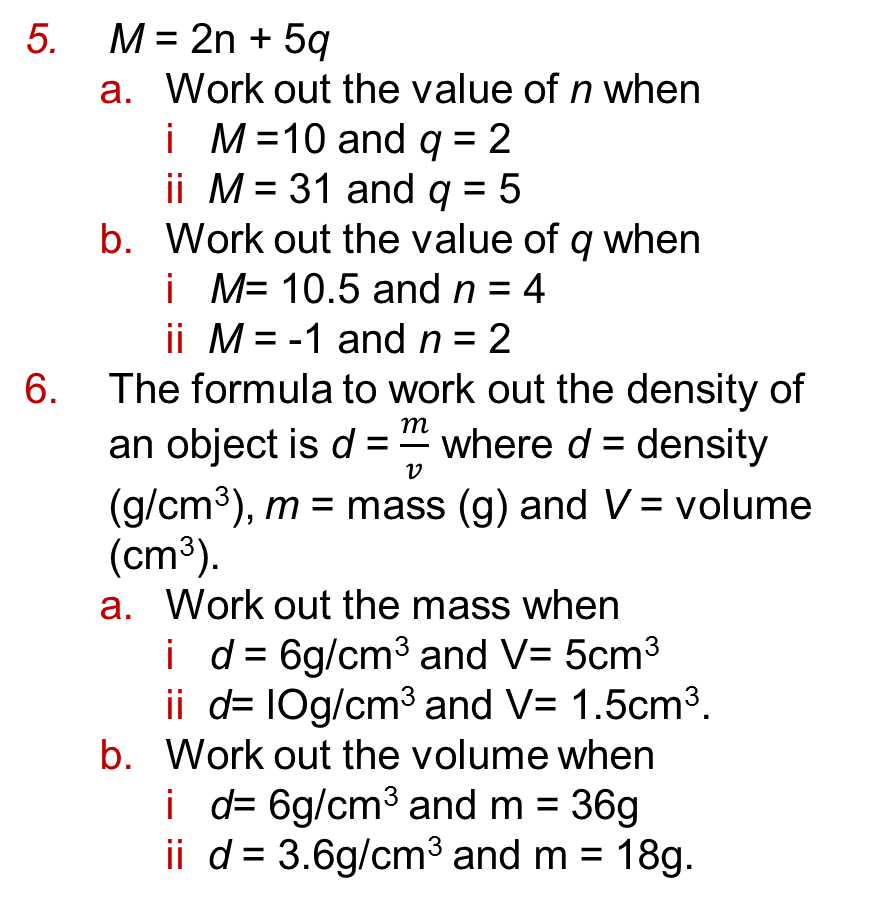 5. M = 2n + 5q
a. Work out the value of n when
i M =10 and q = 2
ii M = 31 and q = 5
b. Work out the value of q when
i M= 10.5 and n = 4
ii M = -1 and n = 2
6. The formula to work out the density of
an object is d = m/v where d = density
(g/cm³), m = mass (g) and V = volume
(cm³).
a. Work out the mass when
i d = 6g/cm³ and V= 5cm³
ii d= lOg/cm³ and V= 1.5cm³.
b. Work out the volume when
i d= 6g/cm³ and m = 36g
ii d = 3.6g/cm³ and m = 18g.